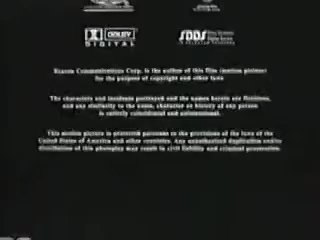 DOLBY
DIGITAL
SDDS
Communications Corp. is the author of this film (motion picture)
for the purpose of copyright and other laws
The characters and incidents portrayed and the names herein are fictitious,
and any similarity to the name, character or history of any person
is entirely coincidental and unintentional.
This motion picture is protected pursuant to the provisions of the laws of the
United States of America and other countries. Any unauthorized duplication and/or
distribution of this photoplay may result in civil liability and criminal prosecution.